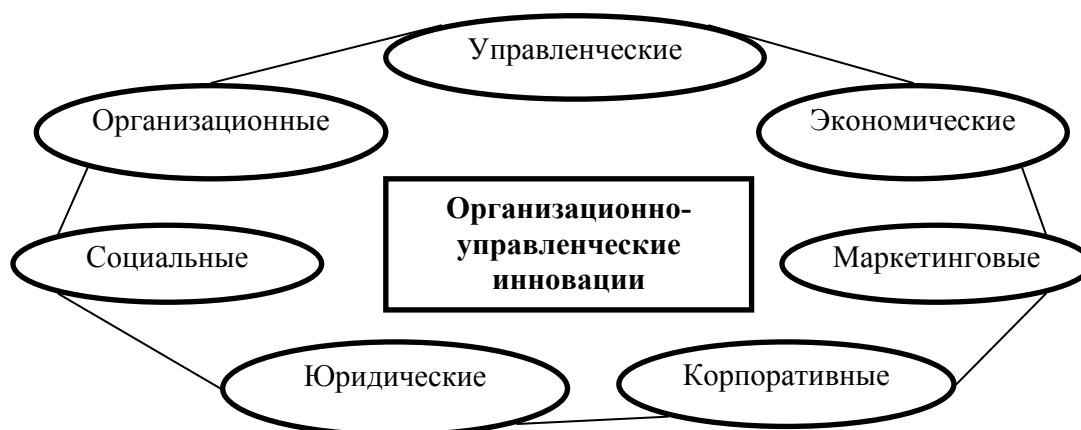 Управленческие
Организационные
Экономические
Организационно-
управленческие
инновации
Социальные
Маркетинговые
Юридические
Корпоративные